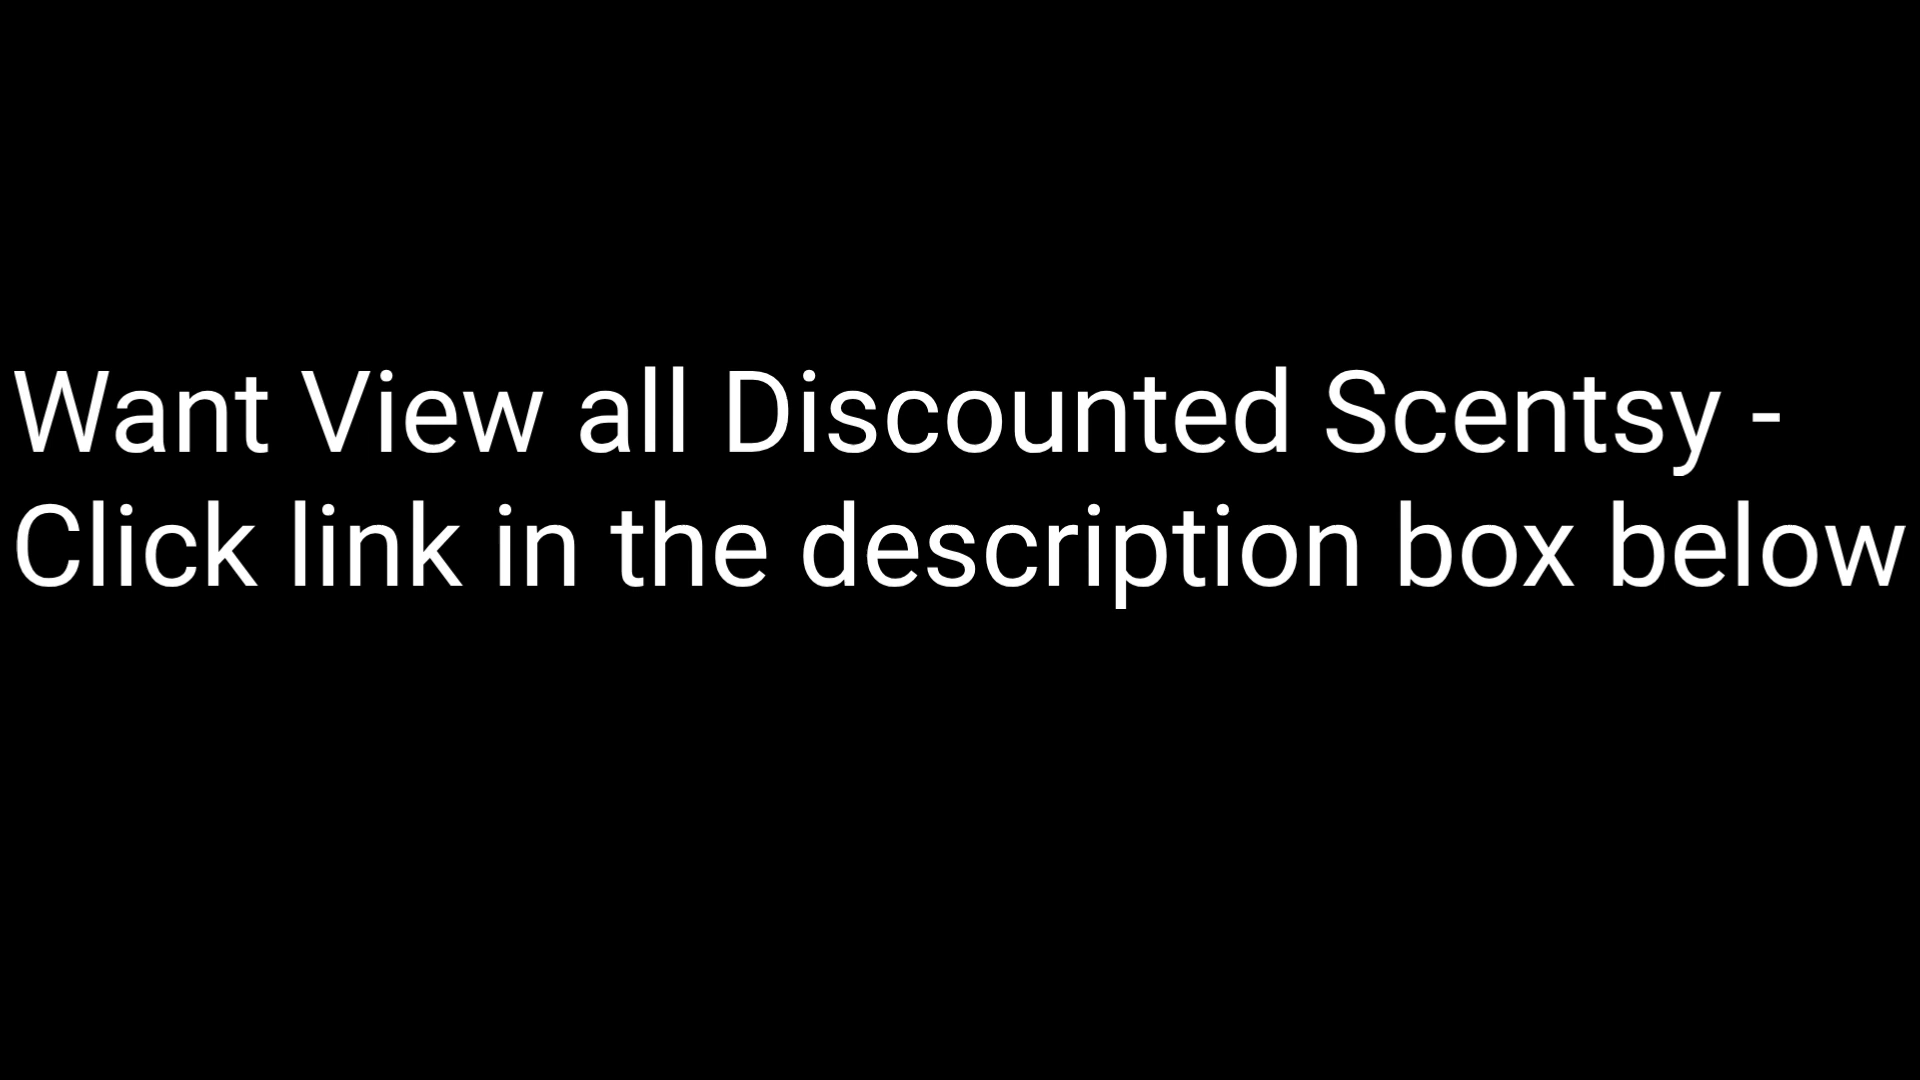 Want View all Discounted Scentsy -
Click link in the description box below